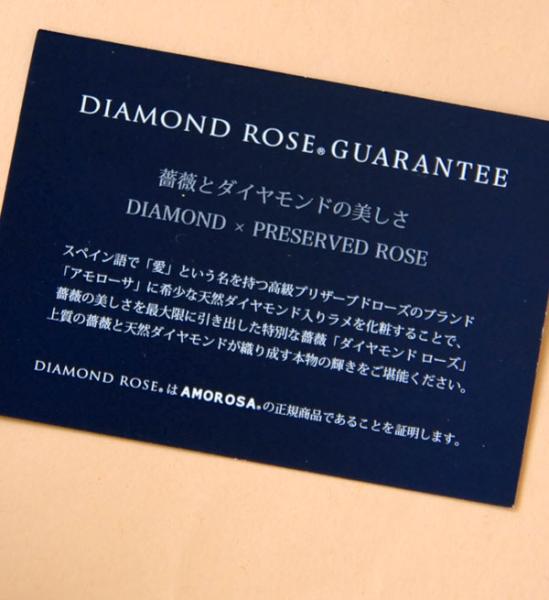 DIAMOND ROSE® GUARANTEE
薔薇とダイヤモンドの美しさ
DIAMOND × PRESERVED ROSE
スペイン語で「愛」という名を持つ高級プリザーブドローズのブランド
「アモローサ」に希少な天然ダイヤモンド入りラメを化粧することで、
薔薇の美しさを最大限に引き出した特別な薔薇「ダイヤモンド ローズ」
上質の薔薇と天然ダイヤモンドが織り成す本物の輝きをご堪能ください。
DIAMOND ROSE®は AMOROSA®の正規商品であることを証明します。